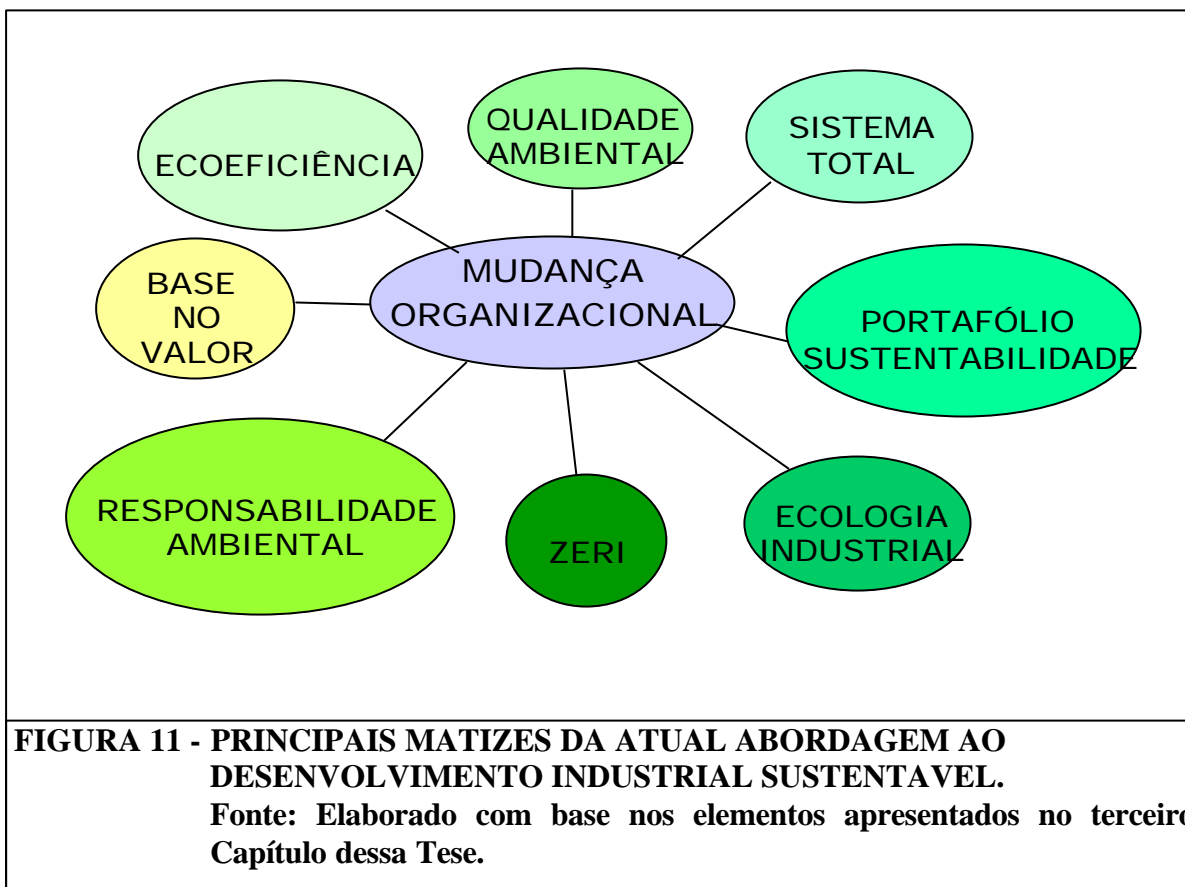 ECOEFICIÊNCIA
QUALIDADE
AMBIENTAL
SISTEMA
TOTAL
BASE
NO
VALOR
MUDANÇA
ORGANIZACIONAL
PORTAFÓLIO
SUSTENTABILIDADE
RESPONSABILIDADE
AMBIENTAL
ZERI
ECOLOGIA
INDUSTRIAL
FIGURA 11 - PRINCIPAIS MATIZES DA ATUAL ABORDAGEM AO
DESENVOLVIMENTO INDUSTRIAL SUSTENTAVEL.
Fonte: Elaborado com base nos elementos apresentados no terceiro
Capítulo dessa Tese.